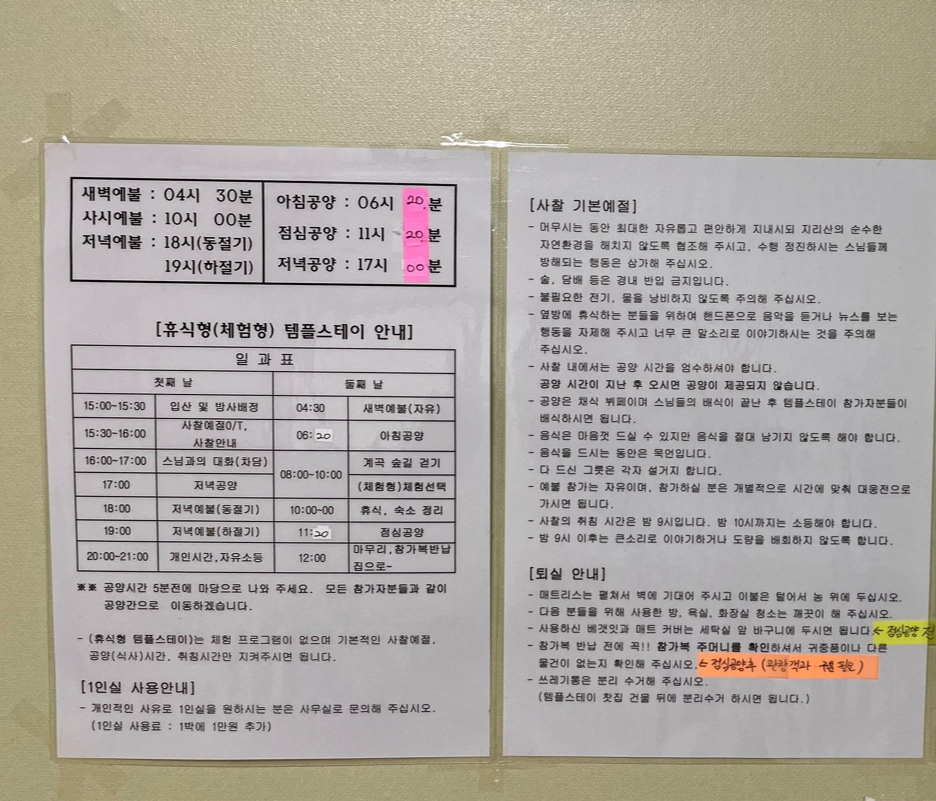 새벽예불 : 04시 30분
사시예불 : 10시 00분
저녁예불 : 18시(동절기)
19시(하절기)
아침공양 : 06시 20분
점심공양 : 11시 20분
저녁공양 : 17시 00분
[휴식형(체험형) 템플스테이 안내]
일 과 표
첫째 날 둘째 날
15:00~15:30 입산 및 방사배정 04:30 새벽예불(자유)
15:30~16:00 사찰예절O/T, 사찰안내 06:20 아침공양
16:00~17:00 스님과의 대화(차담) 08:00~10:00 계곡 숲길 걷기
17:00 저녁공양 (체험형)체험선택
18:00 저녁예불(동절기) 10:00~00 휴식, 숙소 정리
19:00 저녁예불(하절기) 11:20 점심공양
20:00~21:00 개인시간,자유소등 12:00 마무리,참가복반납 집으로~
※※ 공양시간 5분전에 마당으로 나와 주세요. 모든 참가자분들과 같이
공양간으로 이동하겠습니다.
- (휴식형 템플스테이)는 체험 프로그램이 없으며 기본적인 사찰예절,
공양(식사)시간, 취침시간만 지켜주시면 됩니다.
[1인실 사용안내]
- 개인적인 사유로 1인실을 원하시는 분은 사무실로 문의해 주십시오.
(1인실 사용료 : 1박에 1만원 추가)
[사찰 기본예절]
- 머무시는 동안 최대한 자유롭고 편안하게 지내시되 지리산의 순수한
자연환경을 해치지 않도록 협조해 주시고, 수행 정진하시는 스님들께
방해되는 행동은 삼가해 주십시오.
- 술, 담배 등은 경내 반입 금지입니다.
- 불필요한 전기, 물을 낭비하지 않도록 주의해 주십시오.
- 옆방에 휴식하는 분들을 위하여 핸드폰으로 음악을 듣거나 뉴스를 보는
행동을 자제해 주시고 너무 큰 말소리로 이야기하시는 것을 주의해
주십시오.
- 사찰 내에서는 공양 시간을 엄수하셔야 합니다.
공양 시간이 지난 후 오시면 공양이 제공되지 않습니다.
- 공양은 채식 뷔페이며 스님들의 배식이 끝난 후 템플스테이 참가자분들이
배식하시면 됩니다.
- 음식은 마음껏 드실 수 있지만 음식을 절대 남기지 않도록 해야 합니다.
- 음식을 드시는 동안은 묵언입니다.
- 다 드신 그릇은 각자 설거지 합니다.
- 예불 참가는 자유이며, 참가하실 분은 개별적으로 시간에 맞춰 대웅전으로
가시면 됩니다.
- 사찰의 취침 시간은 밤 9시입니다. 밤 10시까지는 소등해야 합니다.
- 밤 9시 이후는 큰소리로 이야기하거나 도량을 배회하지 않도록 합니다.
[퇴실 안내]
- 매트리스는 펼쳐서 벽에 기대어 주시고 이불은 털어서 농 위에 두십시오.
- 다음 분들을 위해 사용한 방, 욕실, 화장실 청소는 깨끗이 해 주십시오.
- 사용하신 베갯잇과 매트 커버는 세탁실 앞 바구니에 두시면 됩니다.← 점심공양 전
- 참가복 반납 전에 꼭!! 참가복 주머니를 확인하셔서 귀중품이나 다른
물건이 없는지 확인해 주십시오.← 점심공양후 (관광객과 구분 필요)
- 쓰레기통은 분리 수거해 주십시오.
(템플스테이 찻집 건물 뒤에 분리수거 하시면 됩니다.)